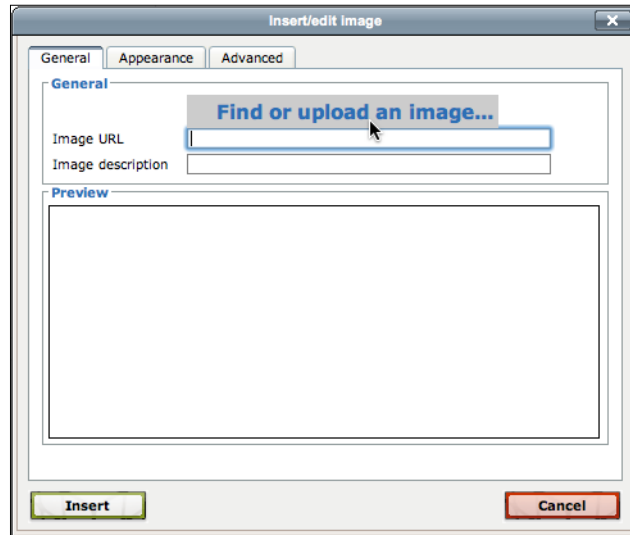 Insert/edit image
General Appearance Advanced
General
Find or upload an image...
Image URL
Image description
Preview
Insert Cancel